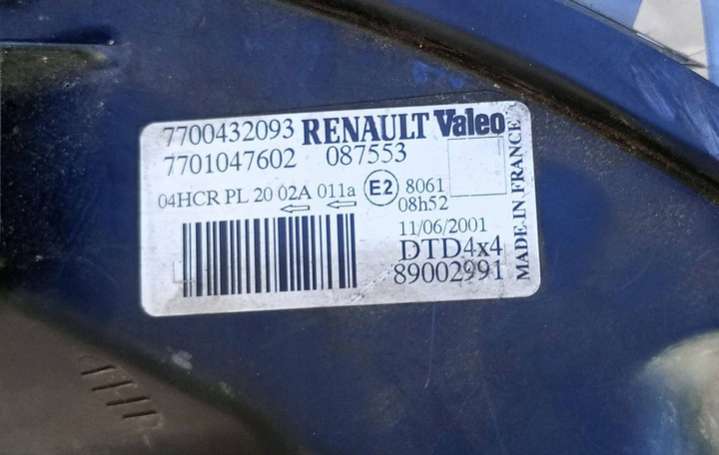 7700432093 RENAULT Valeo
7701047602 087553
04HCR PL 20 02A 011a E2 8061
08h52
11/06/2001
DTD4x4
89002991
MADE IN FRANCE